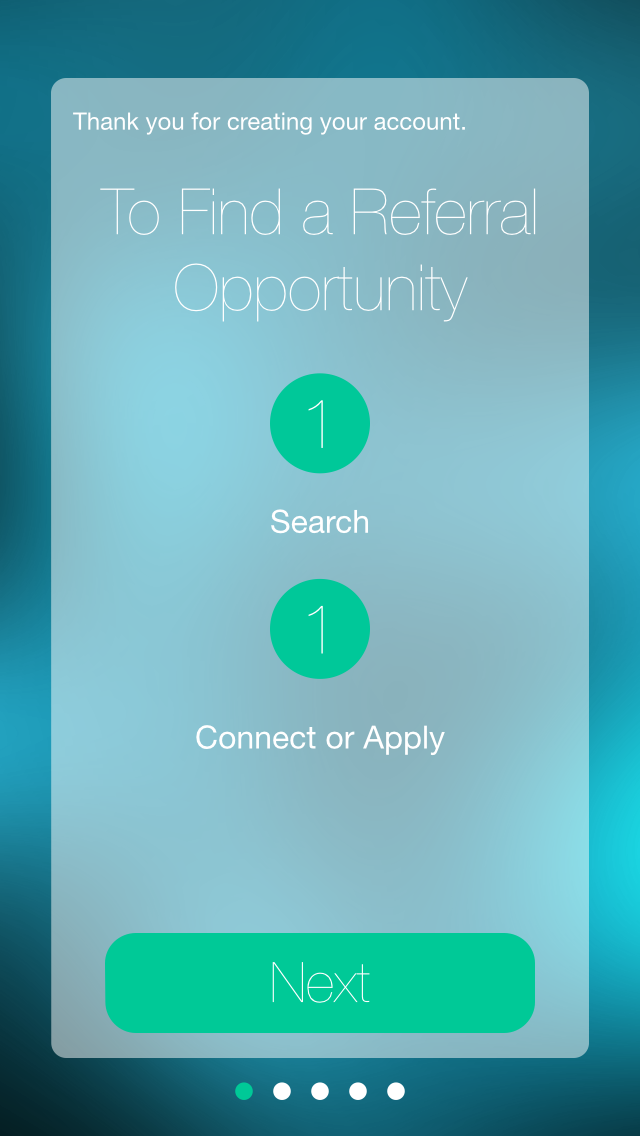 Thank you for creating your account.
To Find a Referral
Opportunity
1
Search
1
Connect or Apply
Next